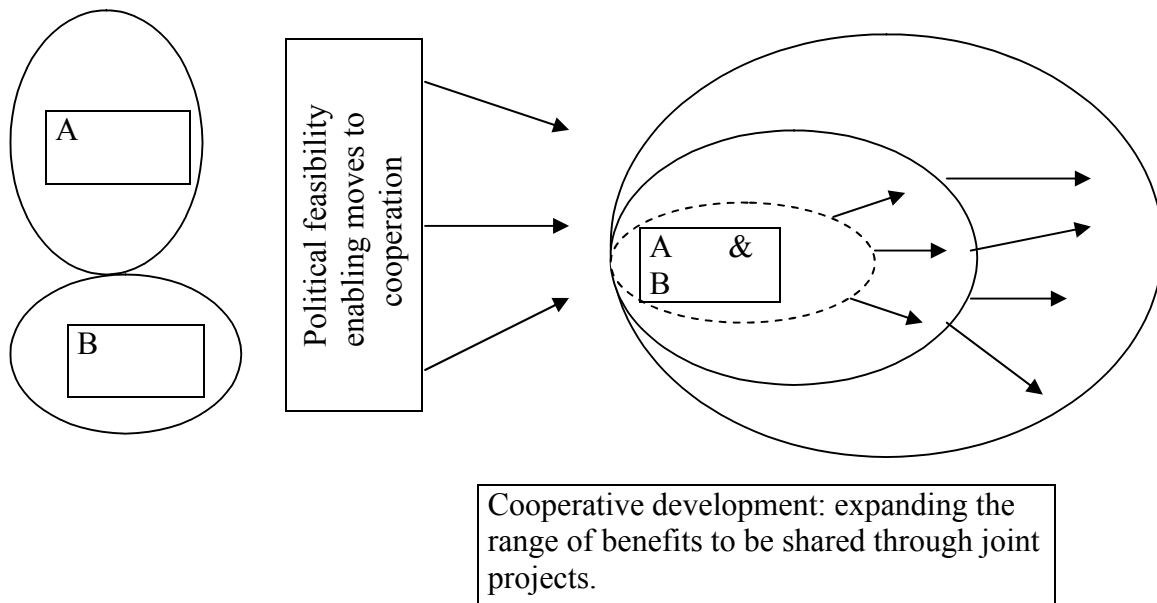 A
B
Political feasibility
enabling moves to
cooperation
A &
B
Cooperative development: expanding the
range of benefits to be shared through joint
projects.